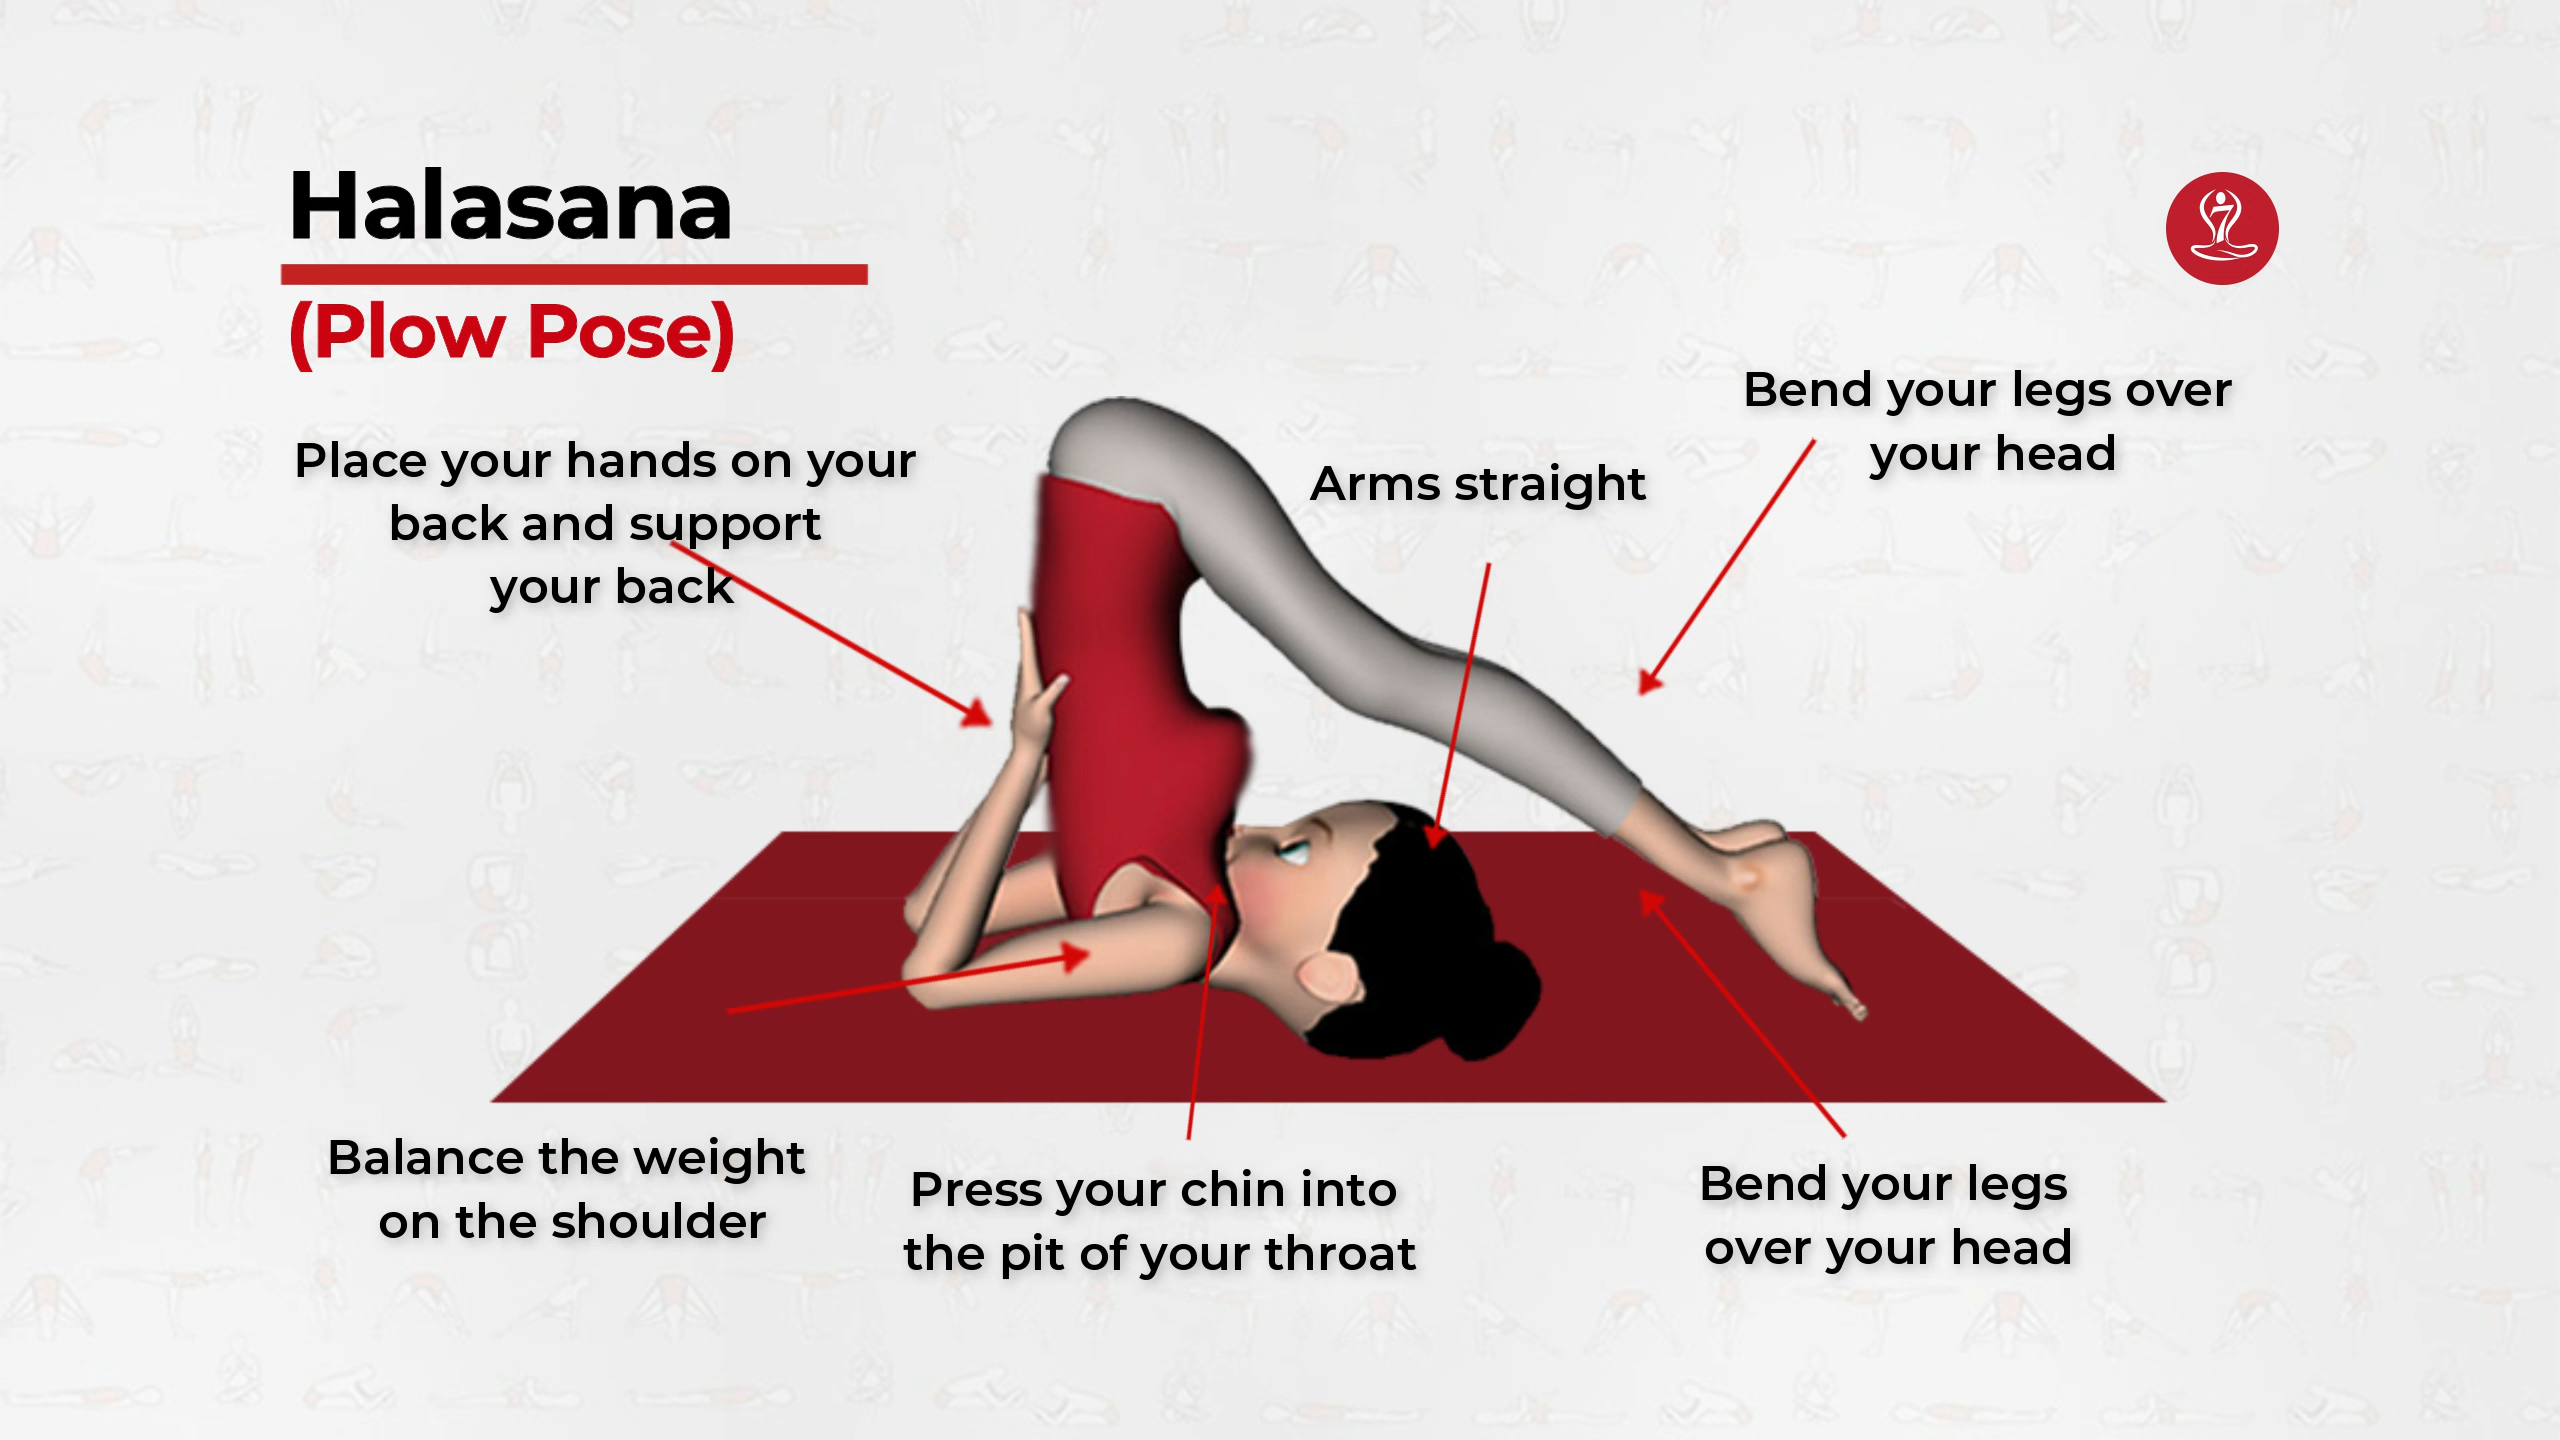 Halasana
(Plow Pose)
Place your hands on your
back and support
your back
Arms straight
Bend your legs over
your head
Balance the weight
on the shoulder
Press your chin into
the pit of your throat
Bend your legs
over your head